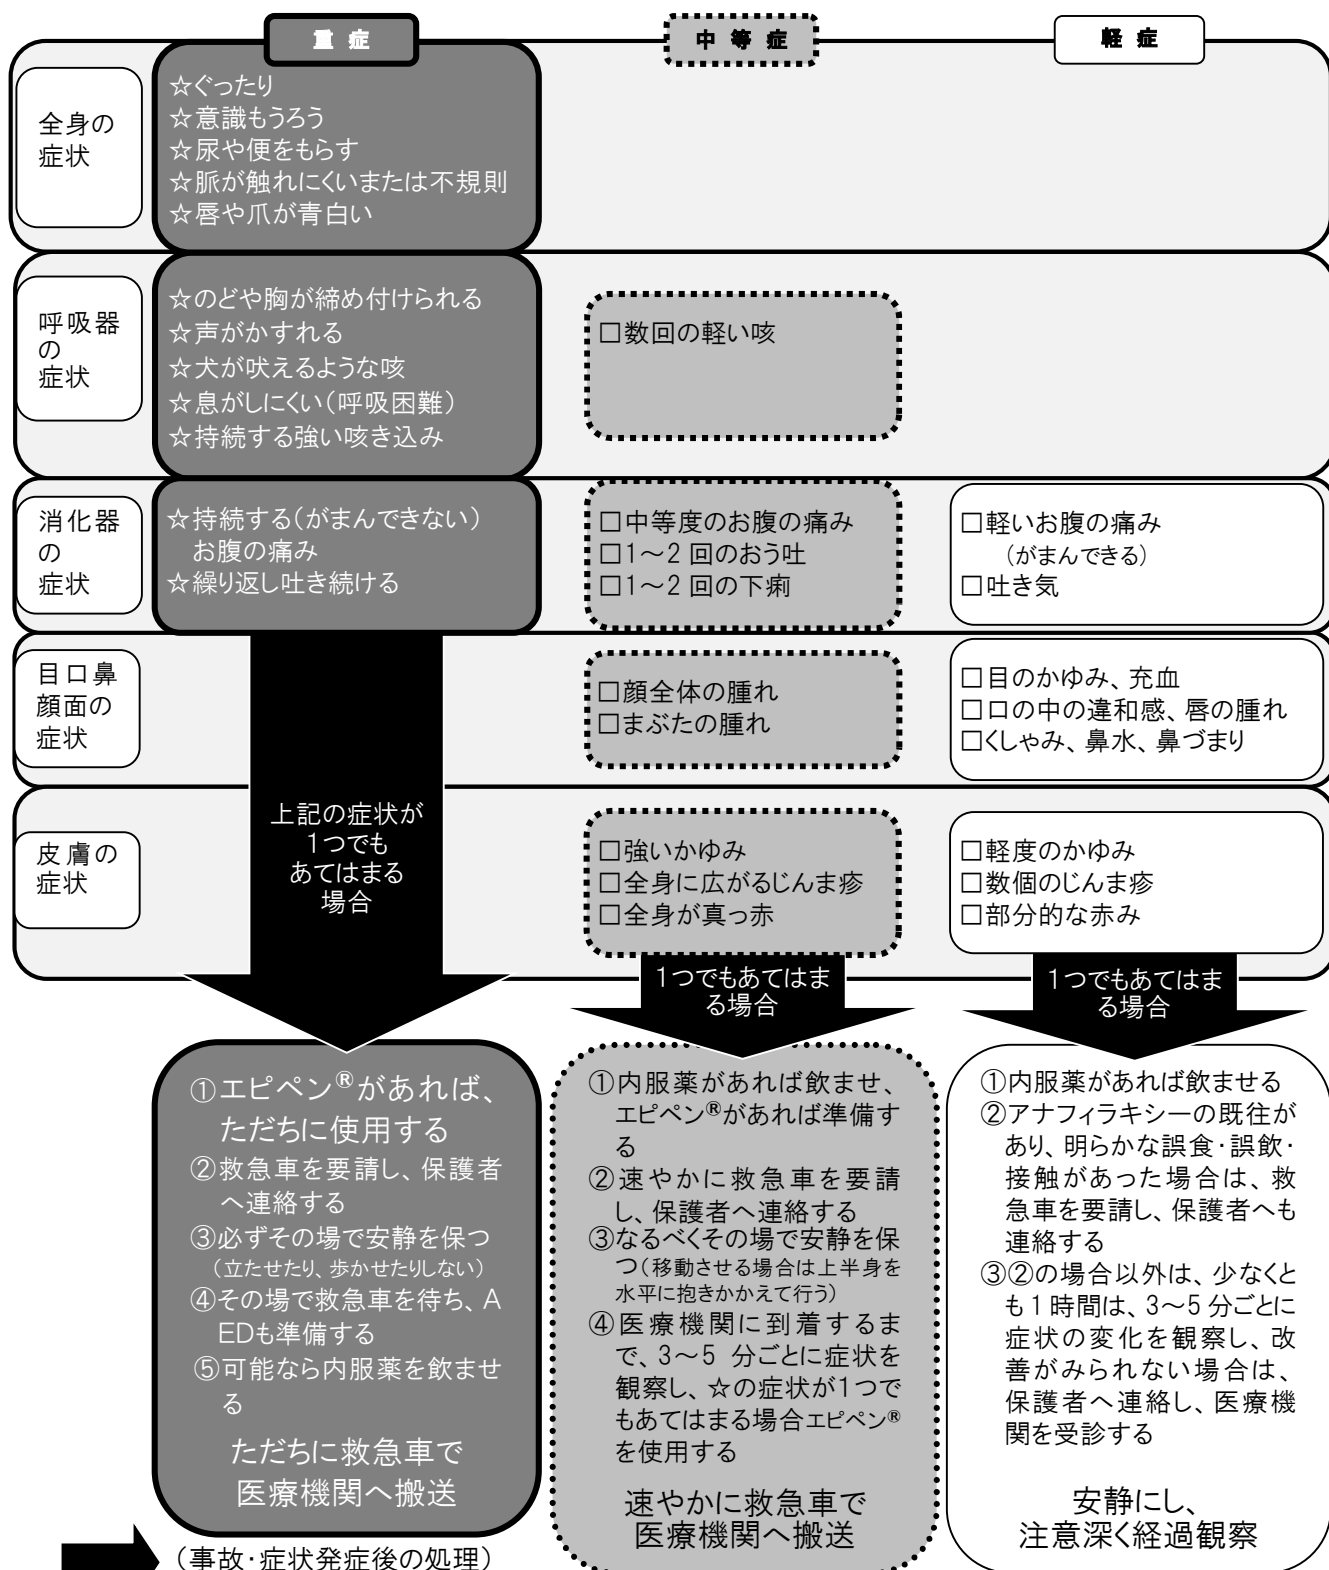 重症
中等症
軽症
全身の
症状
☆ぐったり
☆意識もうろう
☆尿や便をもらす
☆脈が触れにくいまたは不規則
☆唇や爪が青白い
呼吸器
の
症状
☆のどや胸が締め付けられる
☆声がかすれる
☆犬が吠えるような咳
☆息がしにくい（呼吸困難）
☆持続する強い咳き込み
□数回の軽い咳
消化器
の
症状
☆持続する（がまんできない）
お腹の痛み
☆繰り返し吐き続ける
□中等度のお腹の痛み
□1～2 回のおう吐
□1～2 回の下痢
□軽いお腹の痛み
（がまんできる）
□吐き気
目口鼻
顔面の
症状
□顔全体の腫れ
□まぶたの腫れ
□目のかゆみ、充血
□口の中の違和感、唇の腫れ
□くしゃみ、鼻水、鼻づまり
皮膚の
症状
□強いかゆみ
□全身に広がるじんま疹
□全身が真っ赤
□軽度のかゆみ
□数個のじんま疹
□部分的な赤み
上記の症状が
1つでも
あてはまる
場合
1つでもあてはま
る場合
1つでもあてはま
る場合
①エピペン®があれば、
ただちに使用する
②救急車を要請し、保護者
へ連絡する
③必ずその場で安静を保つ
（立たせたり、歩かせたりしない）
④その場で救急車を待ち、A
EDも準備する
⑤可能なら内服薬を飲ませ
る
ただちに救急車で
医療機関へ搬送
①内服薬があれば飲ませ、
エピペン®があれば準備す
る
②速やかに救急車を要請
し、保護者へ連絡する
③なるべくその場で安静を保
つ（移動させる場合は上半身を
水平に抱きかかえて行う）
④医療機関に到着するま
で、3～5 分ごとに症状を
観察し、☆の症状が1つで
もあてはまる場合エピペン®
を使用する
速やかに救急車で
医療機関へ搬送
①内服薬があれば飲ませる
②アナフィラキシーの既往が
あり、明らかな誤食・誤飲・
接触があった場合は、救
急車を要請し、保護者へも
連絡する
③②の場合以外は、少なくと
も1時間は、3～5 分ごとに
症状の変化を観察し、改
善がみられない場合は、
保護者へ連絡し、医療機
関を受診する
安静にし、
注意深く経過観察
（事故・症状発症後の処理）